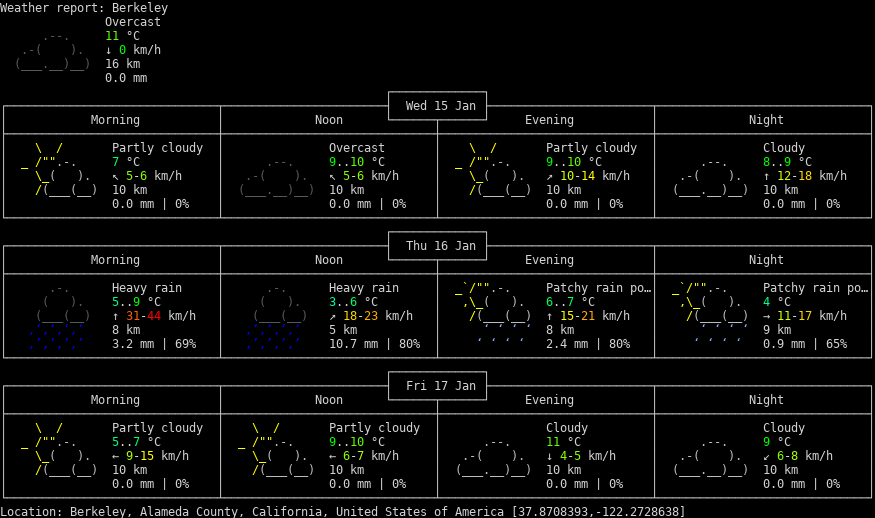 Weather report: Berkeley
Overcast
11 °C
↓ 0 km/h
16 km
0.0 mm
Wed 15 Jan
Morning Noon Evening Night
Partly cloudy Overcast Partly cloudy Cloudy
7 °C 9..10 °C 9..10 °C 8..9 °C
↖ 5-6 km/h ↖ 5-6 km/h ↗ 10-14 km/h ↑ 12-18 km/h
10 km 10 km 10 km 10 km
0.0 mm | 0% 0.0 mm | 0% 0.0 mm | 0% 0.0 mm | 0%
Thu 16 Jan
Morning Noon Evening Night
Heavy rain Heavy rain Patchy rain po… Patchy rain po…
5..9 °C 3..6 °C 6..7 °C 4 °C
↑ 31-44 km/h ↗ 18-23 km/h ↑ 15-21 km/h → 11-17 km/h
8 km 5 km 8 km 9 km
3.2 mm | 69% 10.7 mm | 80% 2.4 mm | 80% 0.9 mm | 65%
Fri 17 Jan
Morning Noon Evening Night
Partly cloudy Partly cloudy Cloudy Cloudy
5..7 °C 9..10 °C 11 °C 9 °C
← 9-15 km/h ← 6-7 km/h ↓ 4-5 km/h ↙ 6-8 km/h
10 km 10 km 10 km 10 km
0.0 mm | 0% 0.0 mm | 0% 0.0 mm | 0% 0.0 mm | 0%
Location: Berkeley, Alameda County, California, United States of America [37.8708393,-122.2728638]